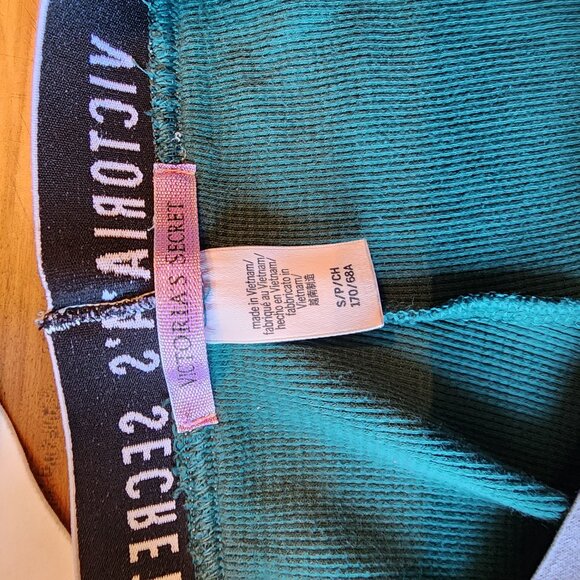 VICTORIA'S SECRET
VICTORIA'S SECRET
made in Vietnam/
fabriqué au Vietnam/
hecho en Vietnam/
fabricato in
Vietnam/
越南制造
S/P/CH
170/68A